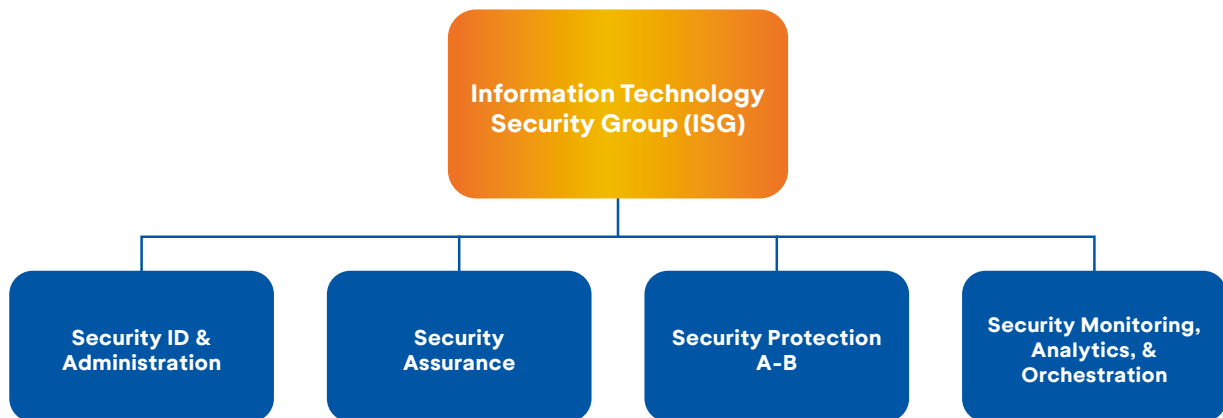 Information Technology
Security Group (ISG)
Security ID &
Administration
Security
Assurance
Security Protection
A-B
Security Monitoring,
Analytics, &
Orchestration